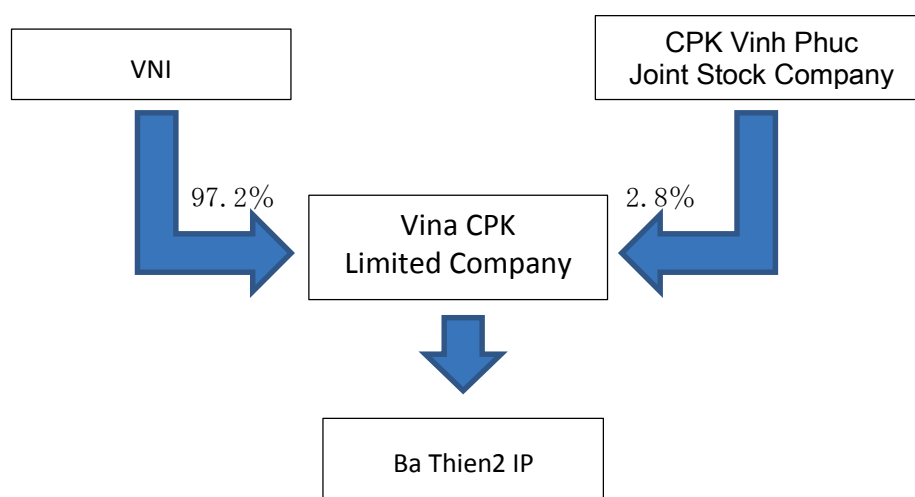 VNI
CPK Vinh Phuc
Joint Stock Company
97.2%
2.8%
Vina CPK
Limited Company
Ba Thien2 IP